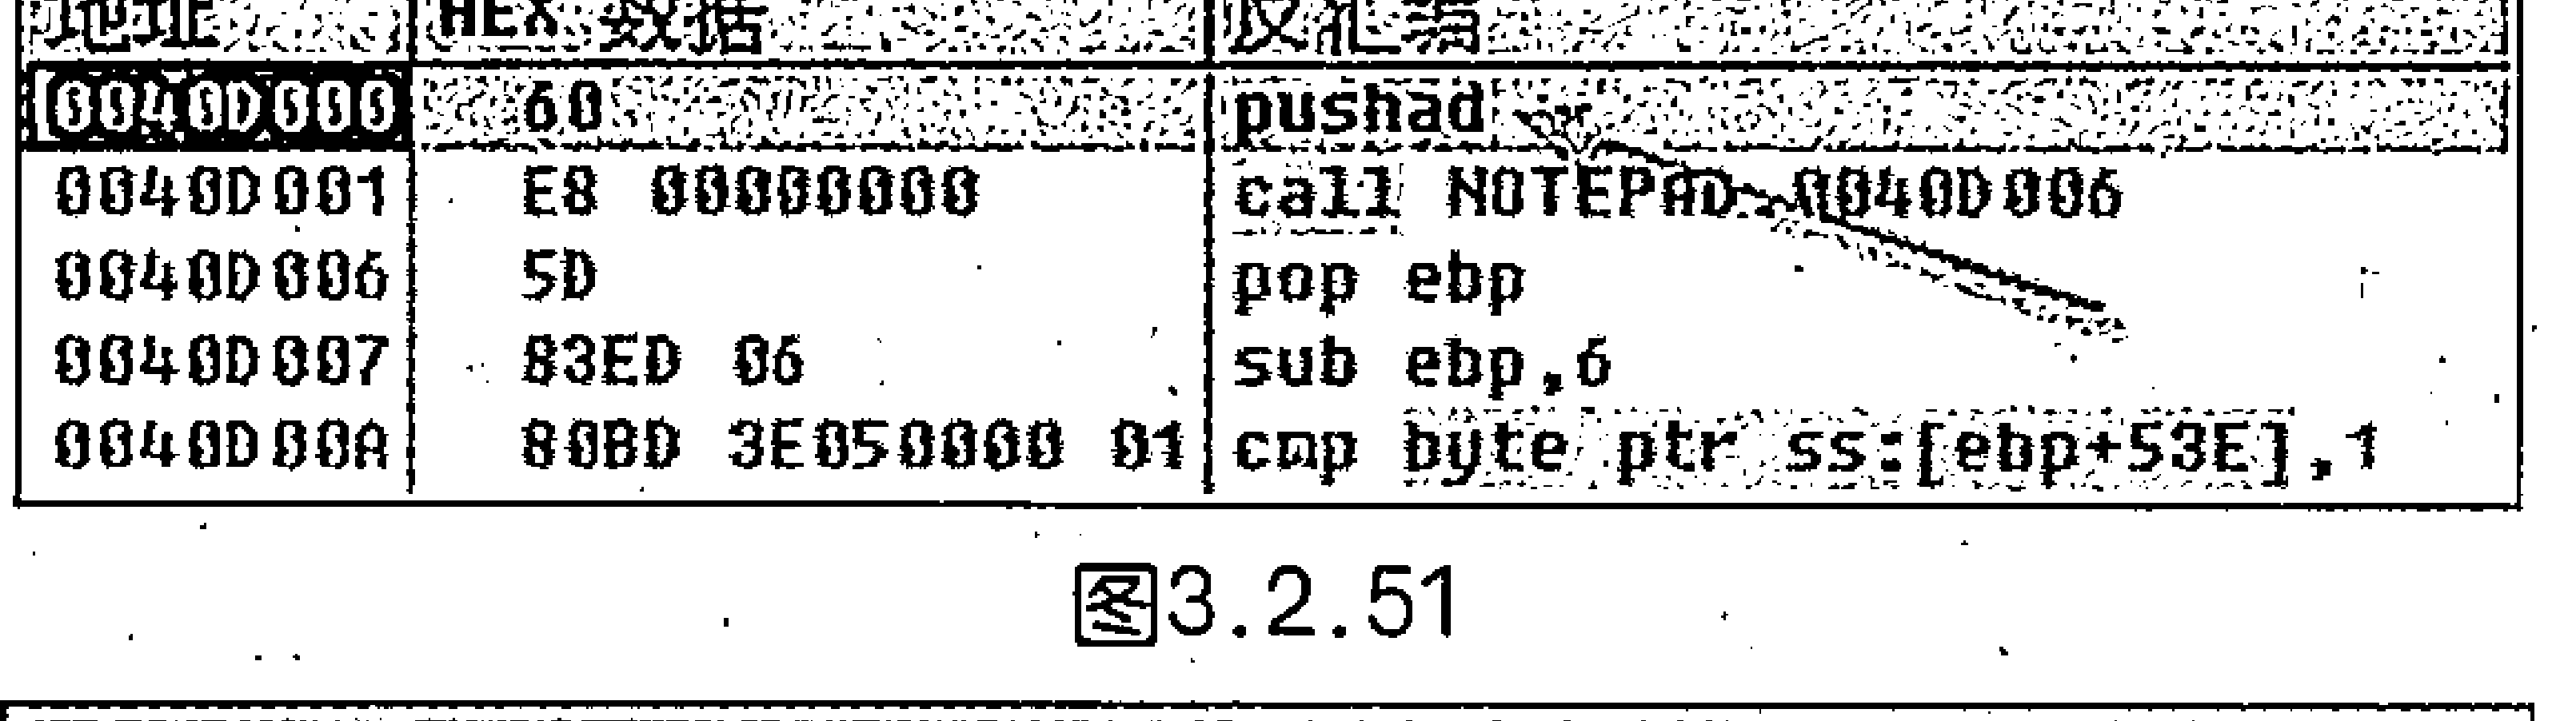 地址 HEX 数据 反汇编
0040D000 60 pushad
0040D001 E8 00000000 call NOTEPAD.0040D006
0040D006 5D pop ebp
0040D007 83ED 06 sub ebp,6
0040D00A 80BD 3E050000 01 cmp byte ptr ss:[ebp+53E],1
图3.2.51